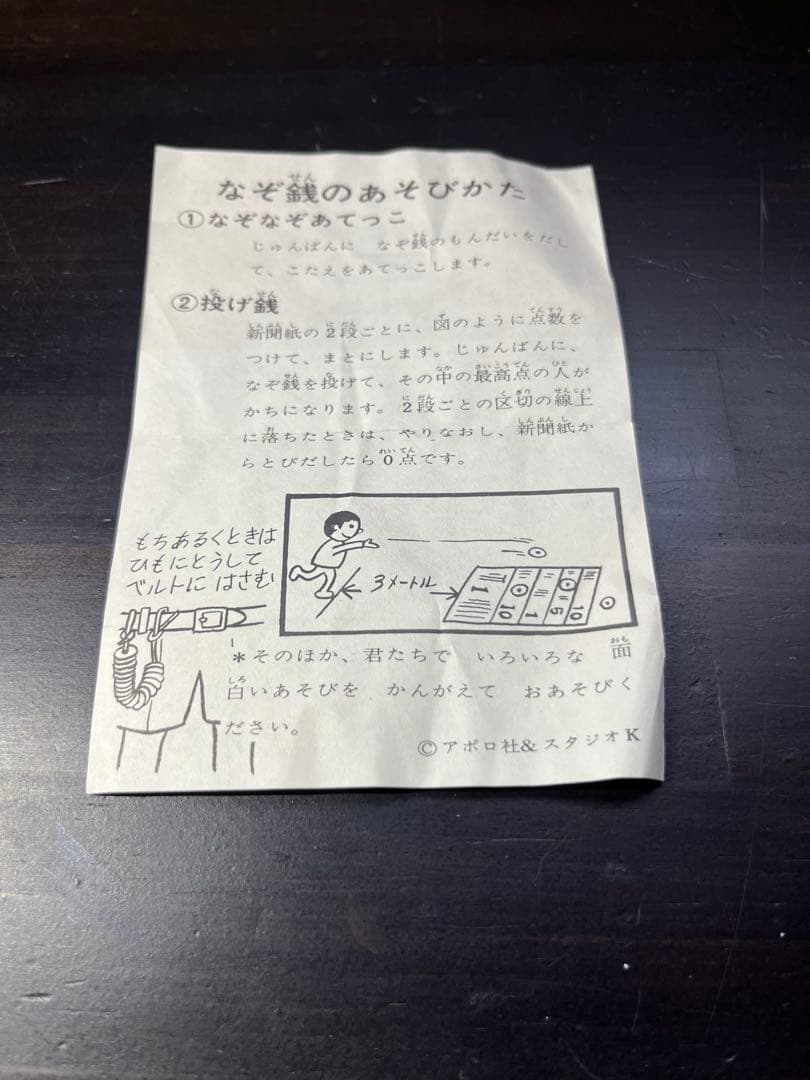 なぞ銭のあそびかた
①なぞなぞあてっこ
じゅんばんに なぞ銭のもんだいをだし
て、こたえをあてっこします。
②投げ銭
新聞紙の2段ごとに、図のように点数を
つけて、まとにします。じゅんばんに、
なぞ銭を投げて、その中の最高点の人が
かちになります。2段ごとの区切の線上
に落ちたときは、やりなおし、新聞紙か
らとびだしたら0点です。
もちあるくときは
ひもにとうして
ベルトに はさむ
3メートル
1 10 1 5 10
*そのほか、君たちで いろいろな 面
白いあそびを かんがえて おあそびく
ださい。
©アポロ社&スタジオK